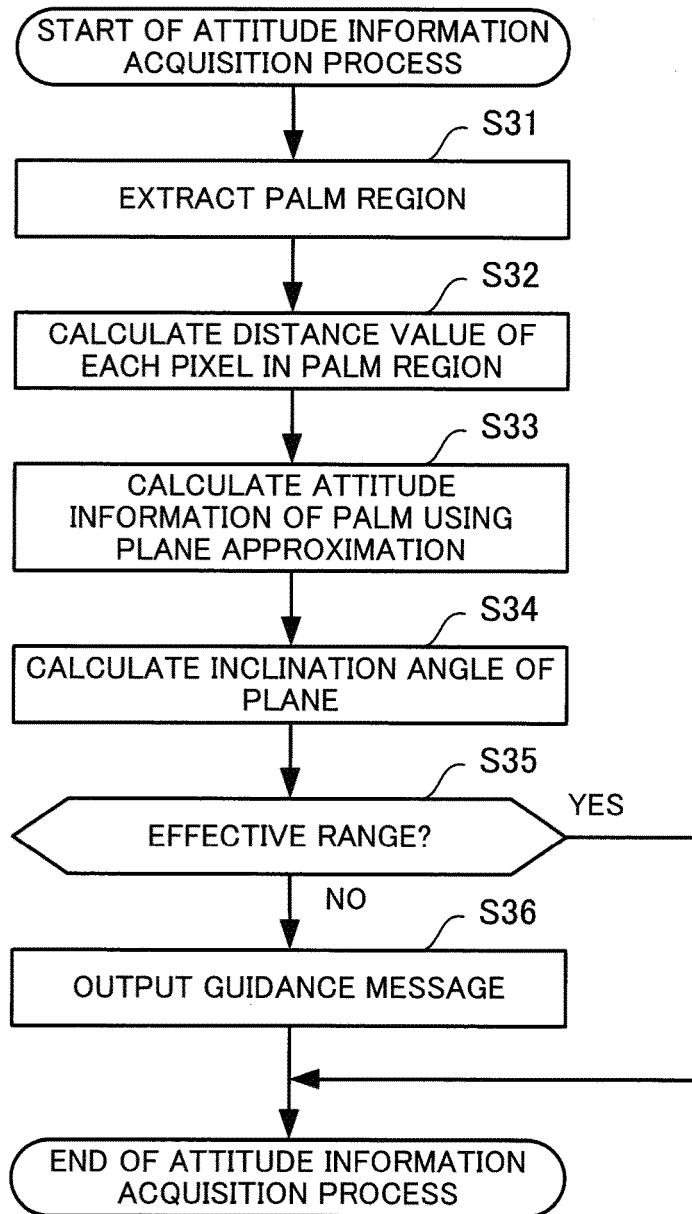 START OF ATTITUDE INFORMATION
ACQUISITION PROCESS
S31
EXTRACT PALM REGION
S32
CALCULATE DISTANCE VALUE OF
EACH PIXEL IN PALM REGION
S33
CALCULATE ATTITUDE
INFORMATION OF PALM USING
PLANE APPROXIMATION
S34
CALCULATE INCLINATION ANGLE OF
PLANE
S35
EFFECTIVE RANGE?
YES
NO
S36
OUTPUT GUIDANCE MESSAGE
END OF ATTITUDE INFORMATION
ACQUISITION PROCESS